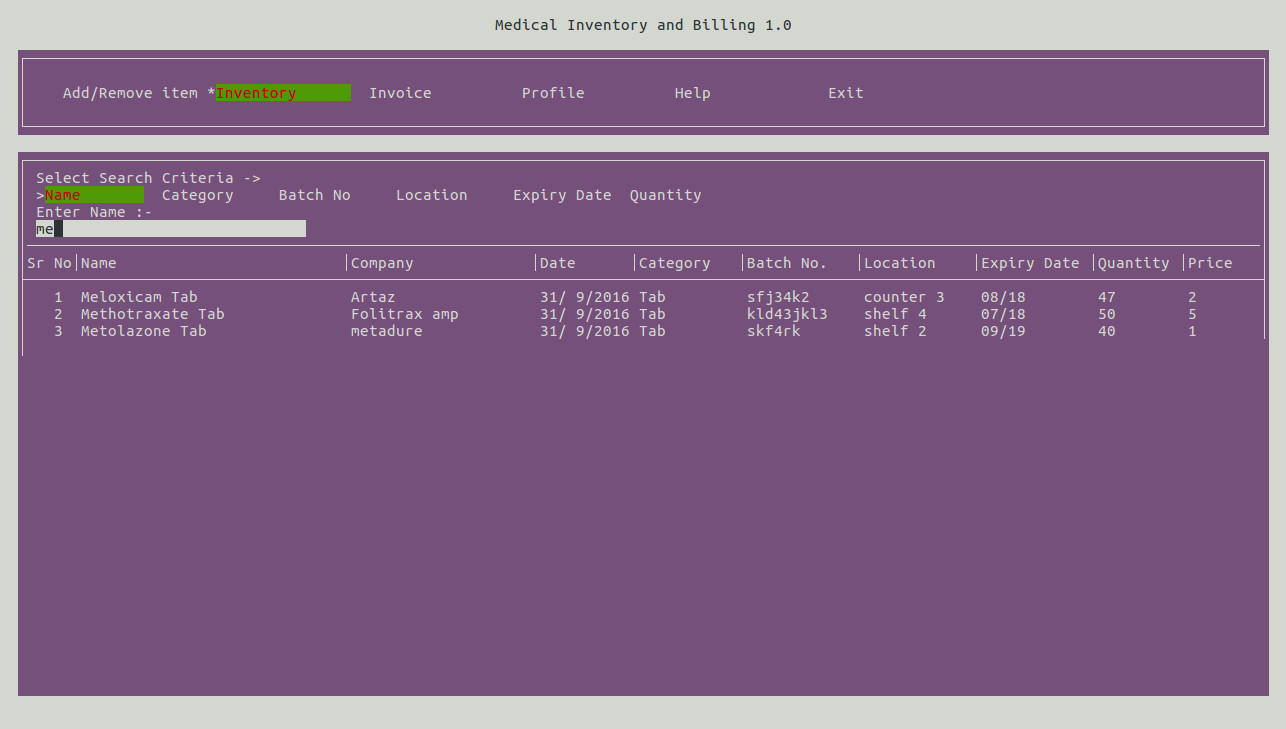 Medical Inventory and Billing 1.0
Add/Remove item *Inventory Invoice Profile Help Exit
Select Search Criteria ->
>Name Category Batch No Location Expiry Date Quantity
Enter Name :-
me
Sr No Name Company Date Category Batch No. Location Expiry Date Quantity Price
1 Meloxicam Tab Artaz 31/ 9/2016 Tab sfj34k2 counter 3 08/18 47 2
2 Methotraxate Tab Folitrax amp 31/ 9/2016 Tab kld43jkl3 shelf 4 07/18 50 5
3 Metolazone Tab metadure 31/ 9/2016 Tab skf4rk shelf 2 09/19 40 1